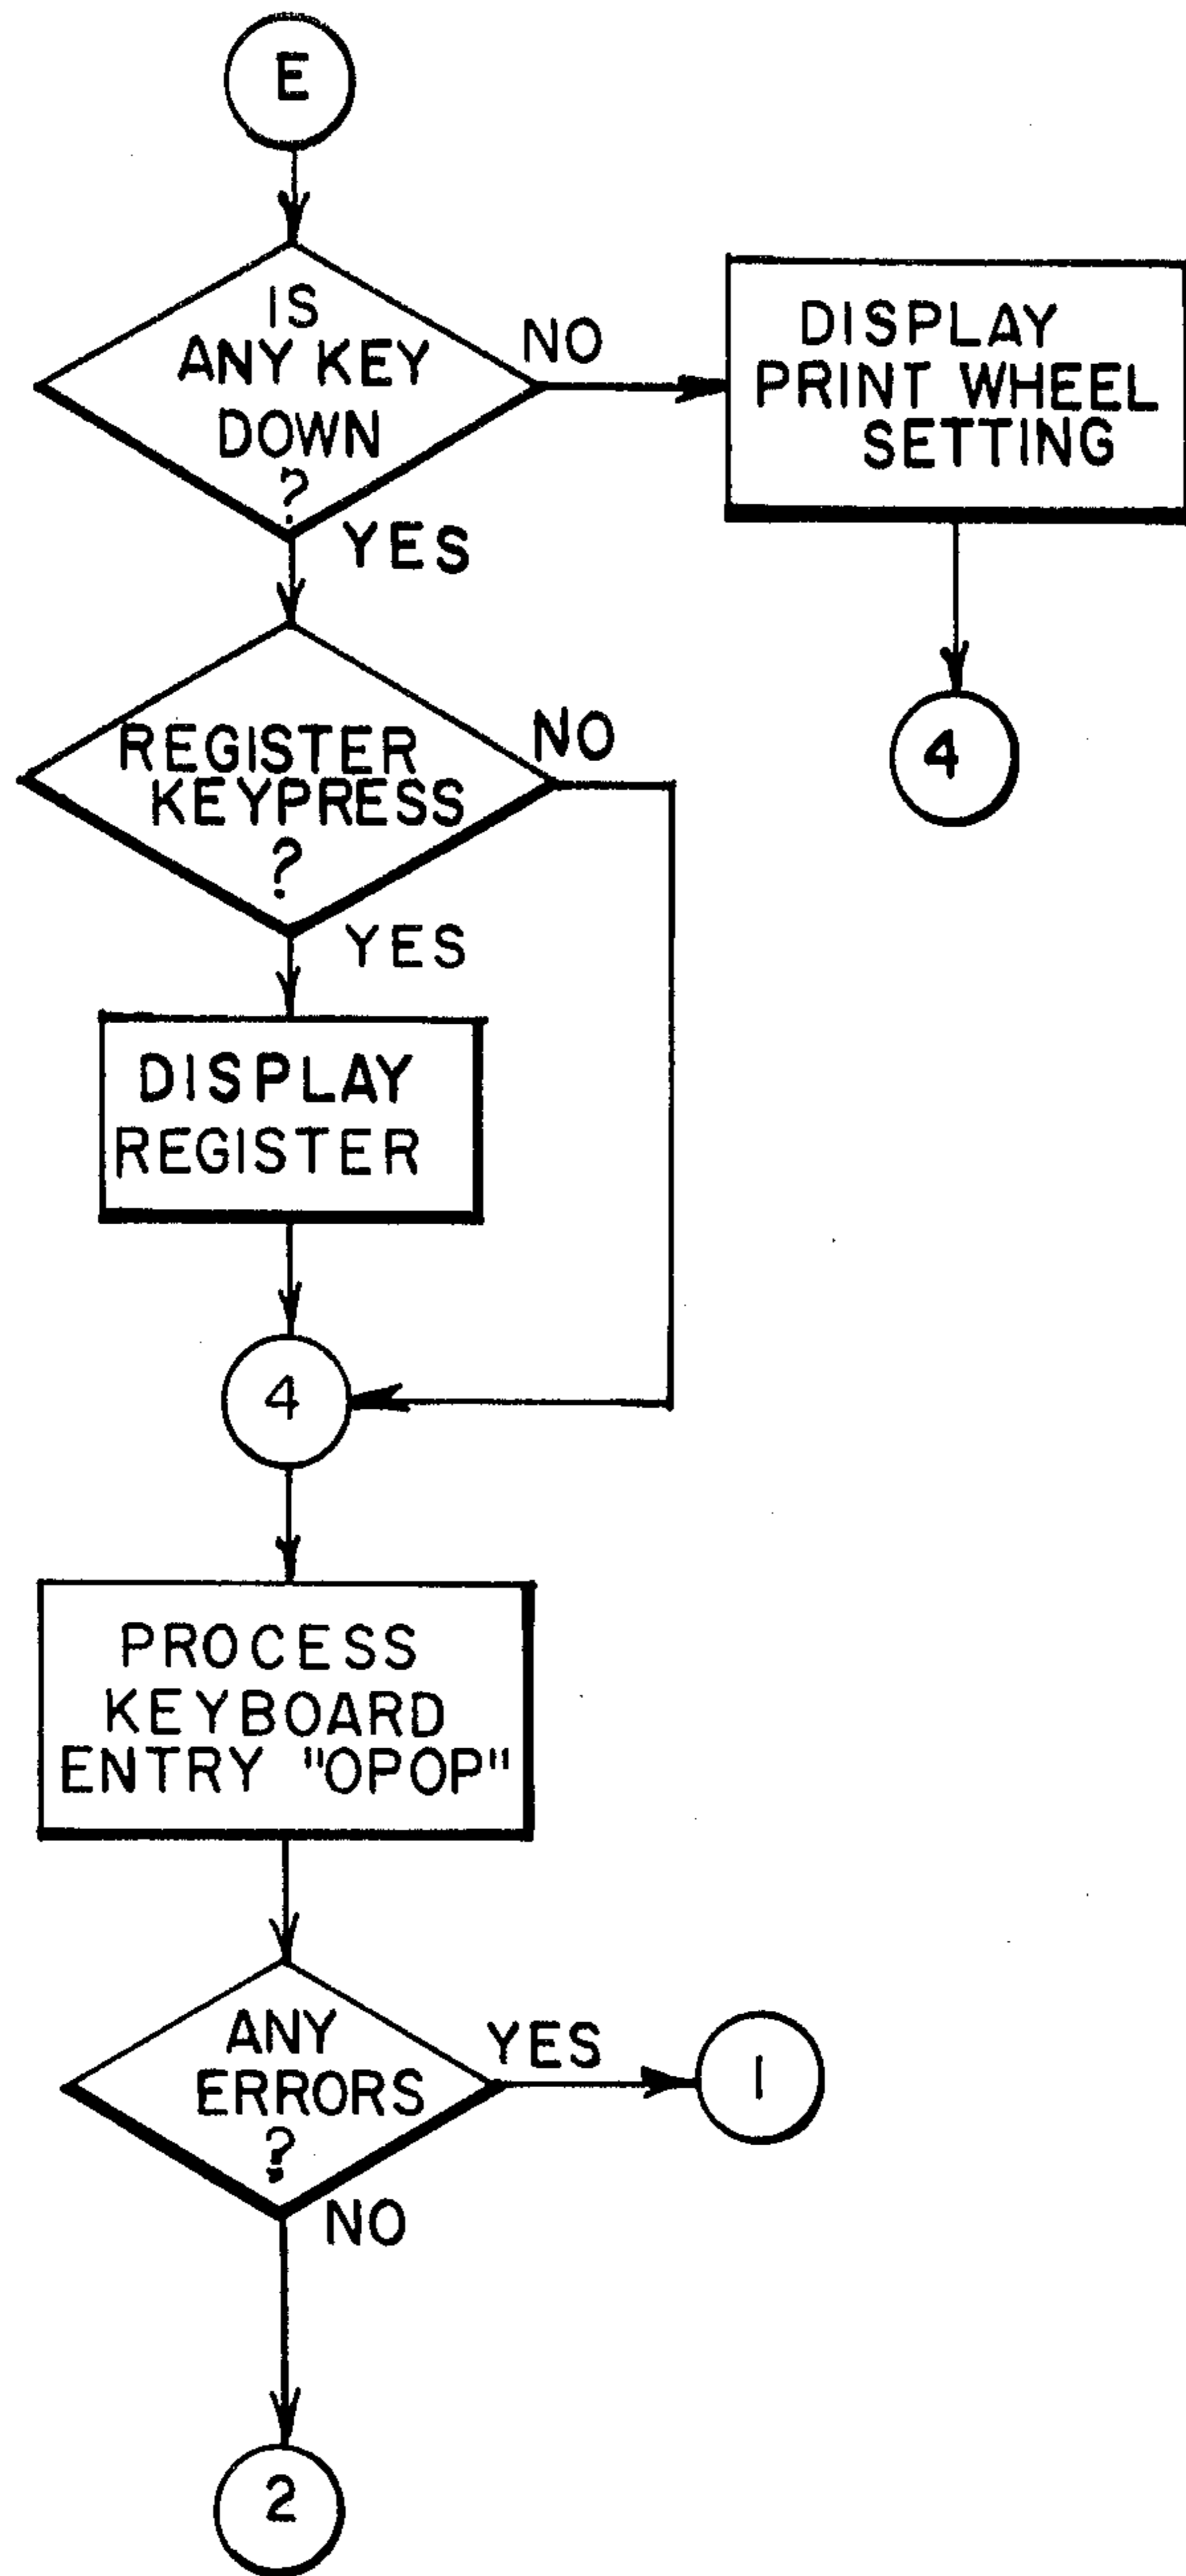 E
IS
ANY KEY
DOWN
?
NO
YES
DISPLAY
PRINT WHEEL
SETTING
4
REGISTER
KEYPRESS
?
NO
YES
DISPLAY
REGISTER
4
PROCESS
KEYBOARD
ENTRY "OPOP"
ANY
ERRORS
?
YES
1
NO
2